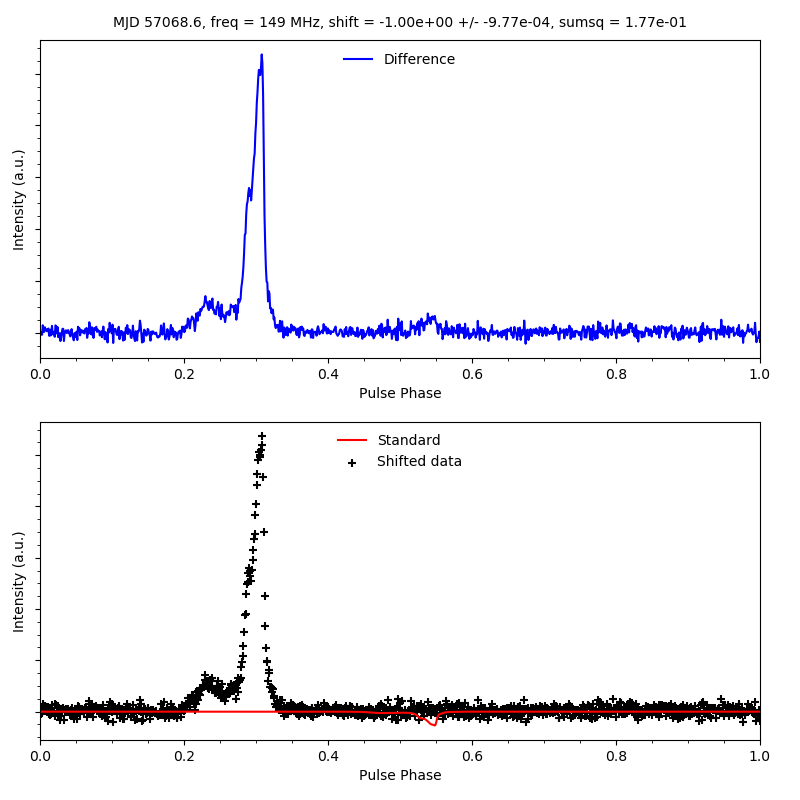 MJD 57068.6, freq = 149 MHz, shift = -1.00e+00 +/- -9.77e-04, sumsq = 1.77e-01
Difference
Intensity (a.u.)
0.0 0.2 0.4 0.6 0.8 1.0
Pulse Phase
Standard
Shifted data
Intensity (a.u.)
0.0 0.2 0.4 0.6 0.8 1.0
Pulse Phase